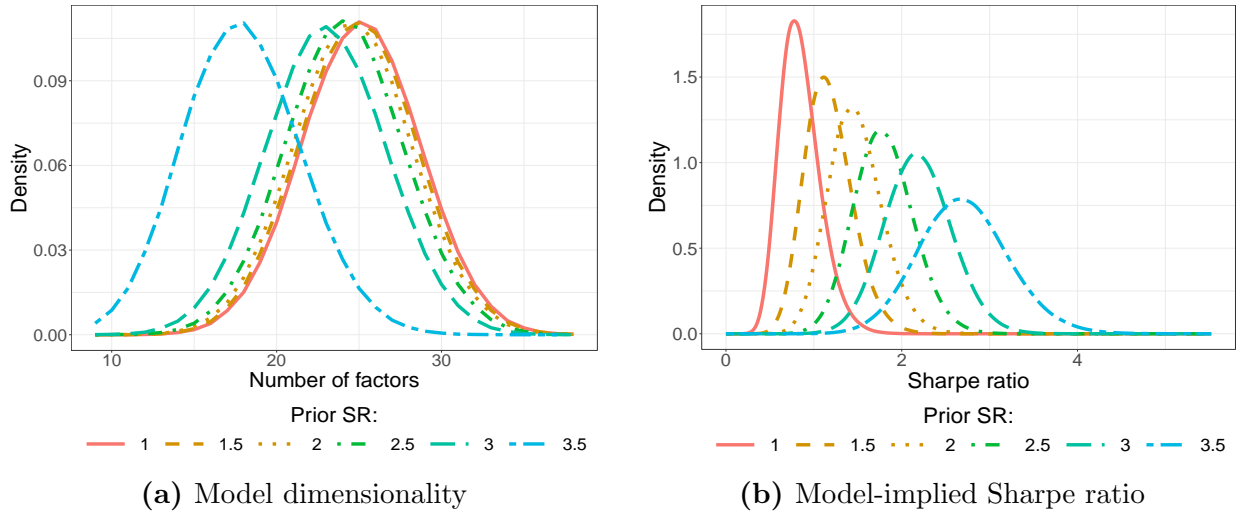 Density
0.09
0.06
0.03
0.00
10 20 30
Number of factors
Prior SR:
1 1.5 2 2.5 3 3.5
(a) Model dimensionality
Density
1.5
1.0
0.5
0.0
0 2 4
Sharpe ratio
Prior SR:
1 1.5 2 2.5 3 3.5
(b) Model-implied Sharpe ratio